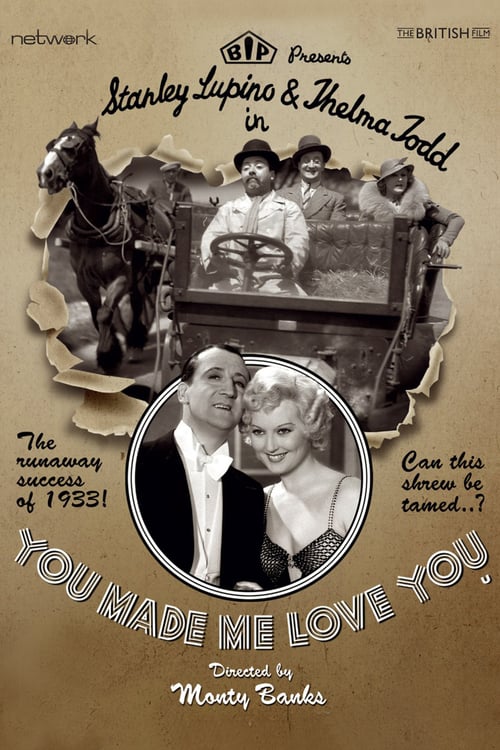 network
THE BRITISH FILM
BIP Presents
Stanley Lupino & Thelma Todd
in
The
runaway
success
of 1933!
Can this
shrew be
tamed..?
YOU MADE ME LOVE YOU
Directed by
Monty Banks